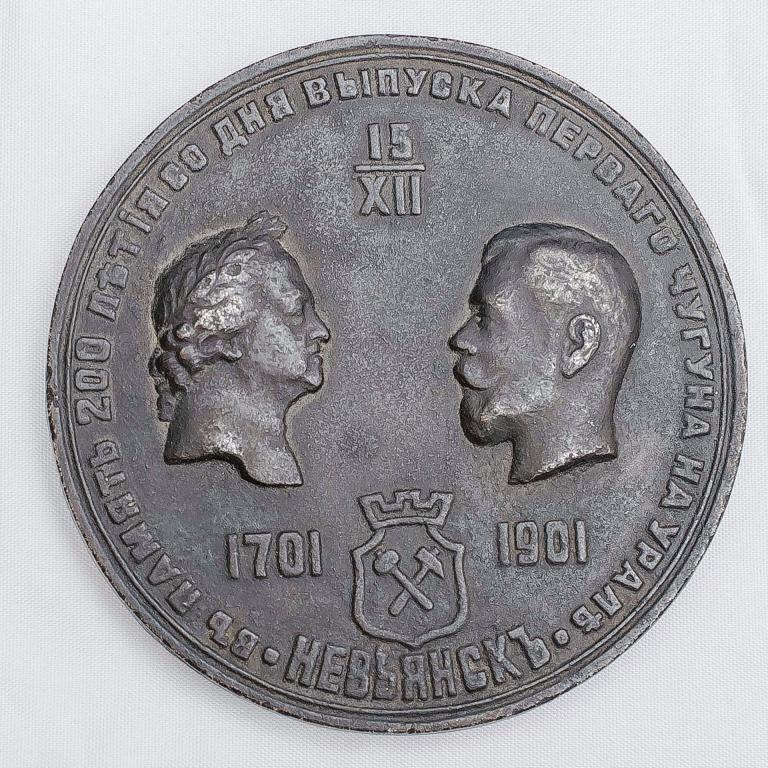 ВЪ ПАМЯТЬ 200 ЛѢТІЯ СО ДНЯ ВЫПУСКА ПЕРВАГО ЧУГУНА НА УРАЛѢ
15
XII
1701 1901
НЕВЬЯНСКЪ